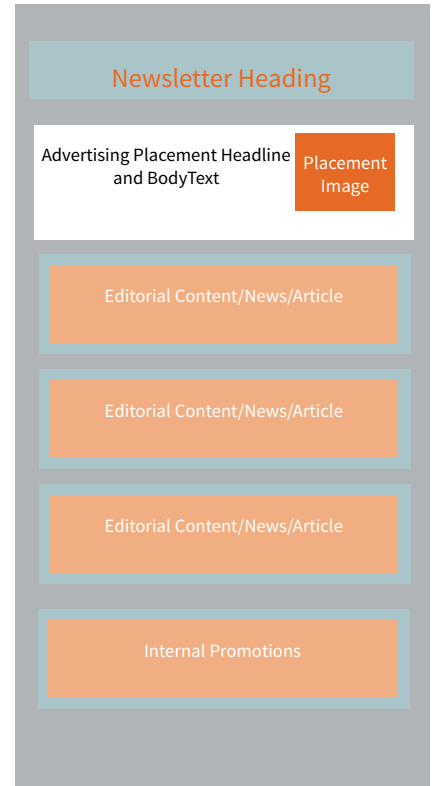 Newsletter Heading
Advertising Placement Headline
and BodyText
Placement
Image
Editorial Content/News/Article
Editorial Content/News/Article
Editorial Content/News/Article
Internal Promotions